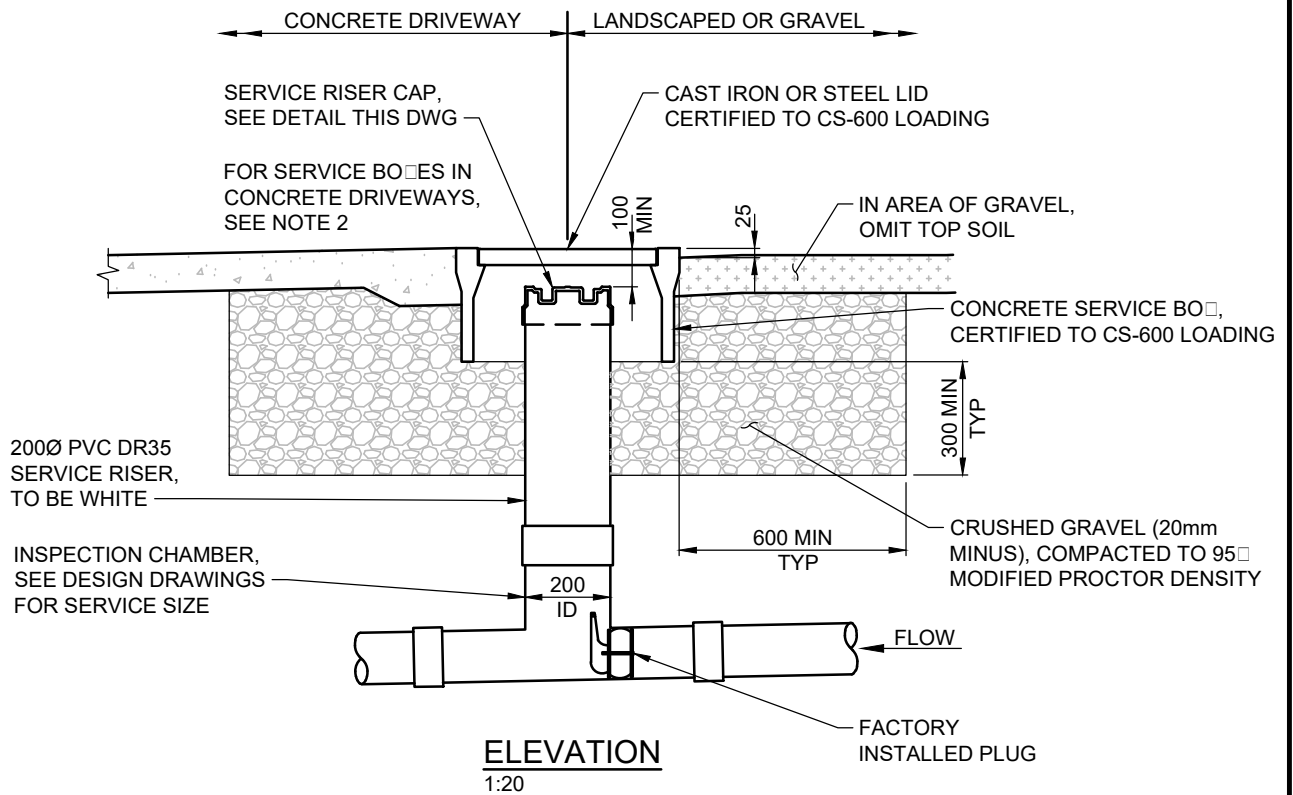 CONCRETE DRIVEWAY
LANDSCAPED OR GRAVEL
SERVICE RISER CAP,
SEE DETAIL THIS DWG
CAST IRON OR STEEL LID
CERTIFIED TO CS-600 LOADING
FOR SERVICE BO□ES IN
CONCRETE DRIVEWAYS,
SEE NOTE 2
100
MIN
25
IN AREA OF GRAVEL,
OMIT TOP SOIL
CONCRETE SERVICE BO□,
CERTIFIED TO CS-600 LOADING
300 MIN
TYP
200Ø PVC DR35
SERVICE RISER,
TO BE WHITE
600 MIN
TYP
CRUSHED GRAVEL (20mm
MINUS), COMPACTED TO 95□
MODIFIED PROCTOR DENSITY
INSPECTION CHAMBER,
SEE DESIGN DRAWINGS
FOR SERVICE SIZE
200
ID
FLOW
FACTORY
INSTALLED PLUG
ELEVATION
1:20